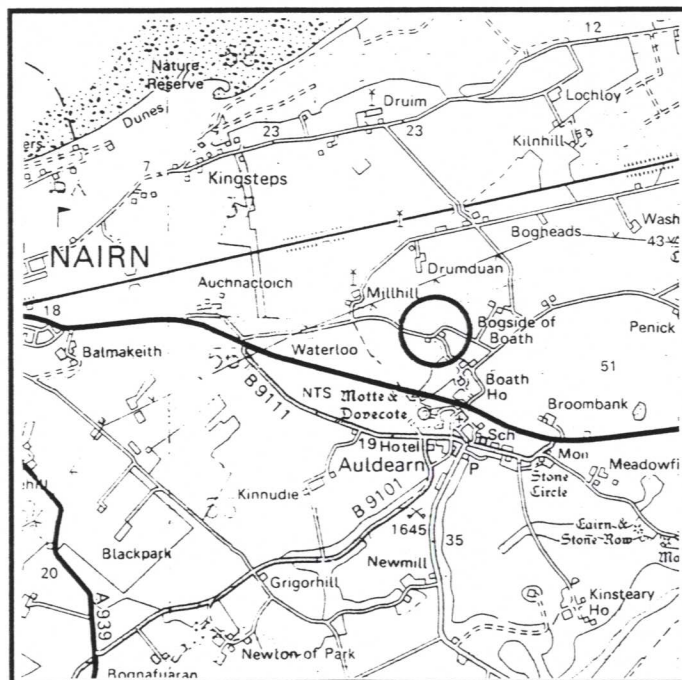 12
Nature
Reserve
Dunes
Druim
Lochloy
23
23
ers
7
Kilnhill
Kingsteps
Wash
Bogheads
43
NAIRN
Drumduan
Auchnacloich
Millhill
18
Bogside of
Boath
Penick
Balmakeith
Waterloo
51
B 9111
NTS
Motte &
Dovecote
Boath
Ho
Broombank
Sch
19
Hotel
Mon
Auldearn
P
Stone
Circle
Meadowfi
Kinnudie
B 9101
1645
Cairn &
Stone Row
Blackpark
35
20
Newmill
Grigorhill
Kinsteary
Ho
A 939
Newton of Park